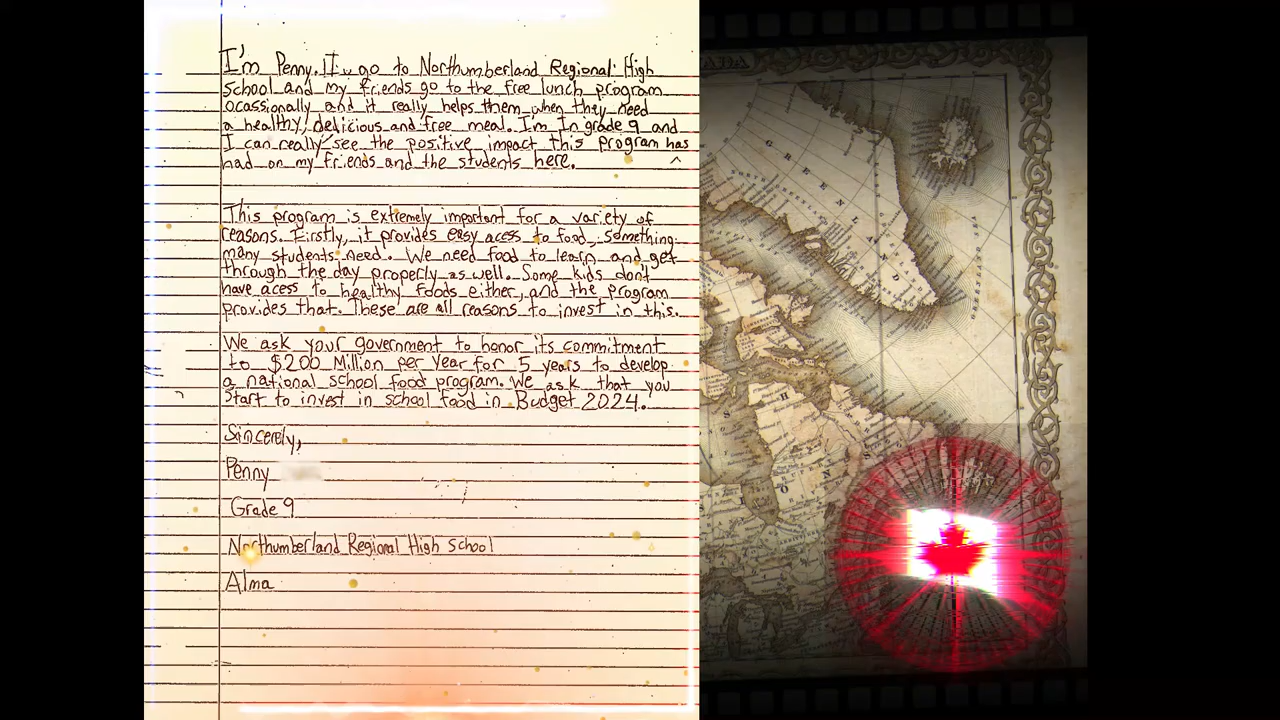 I'm Penny. I go to Northumberland Regional High
School and my friends go to the free lunch program
ocassionally and it really helps them when they need
a healthy, delicious and free meal. I'm In grade 9 and
I can really see the positive impact this program has
had on my friends and the students here.
This program is extremely important for a variety of
reasons. Firstly, it provides easy acess to food, something
many students need. We need food to learn and get
through the day properly as well. Some kids don't
have acess to healthy foods either, and the program
provides that. These are all reasons to invest in this.
We ask your government to honor its commitment
to $200 Million per Year for 5 years to develop
a national school food program. We ask that you
Start to invest in school food in Budget 2024.
Sincerely,
Penny
Grade 9
Northumberland Regional High School
Alma
GREENLA